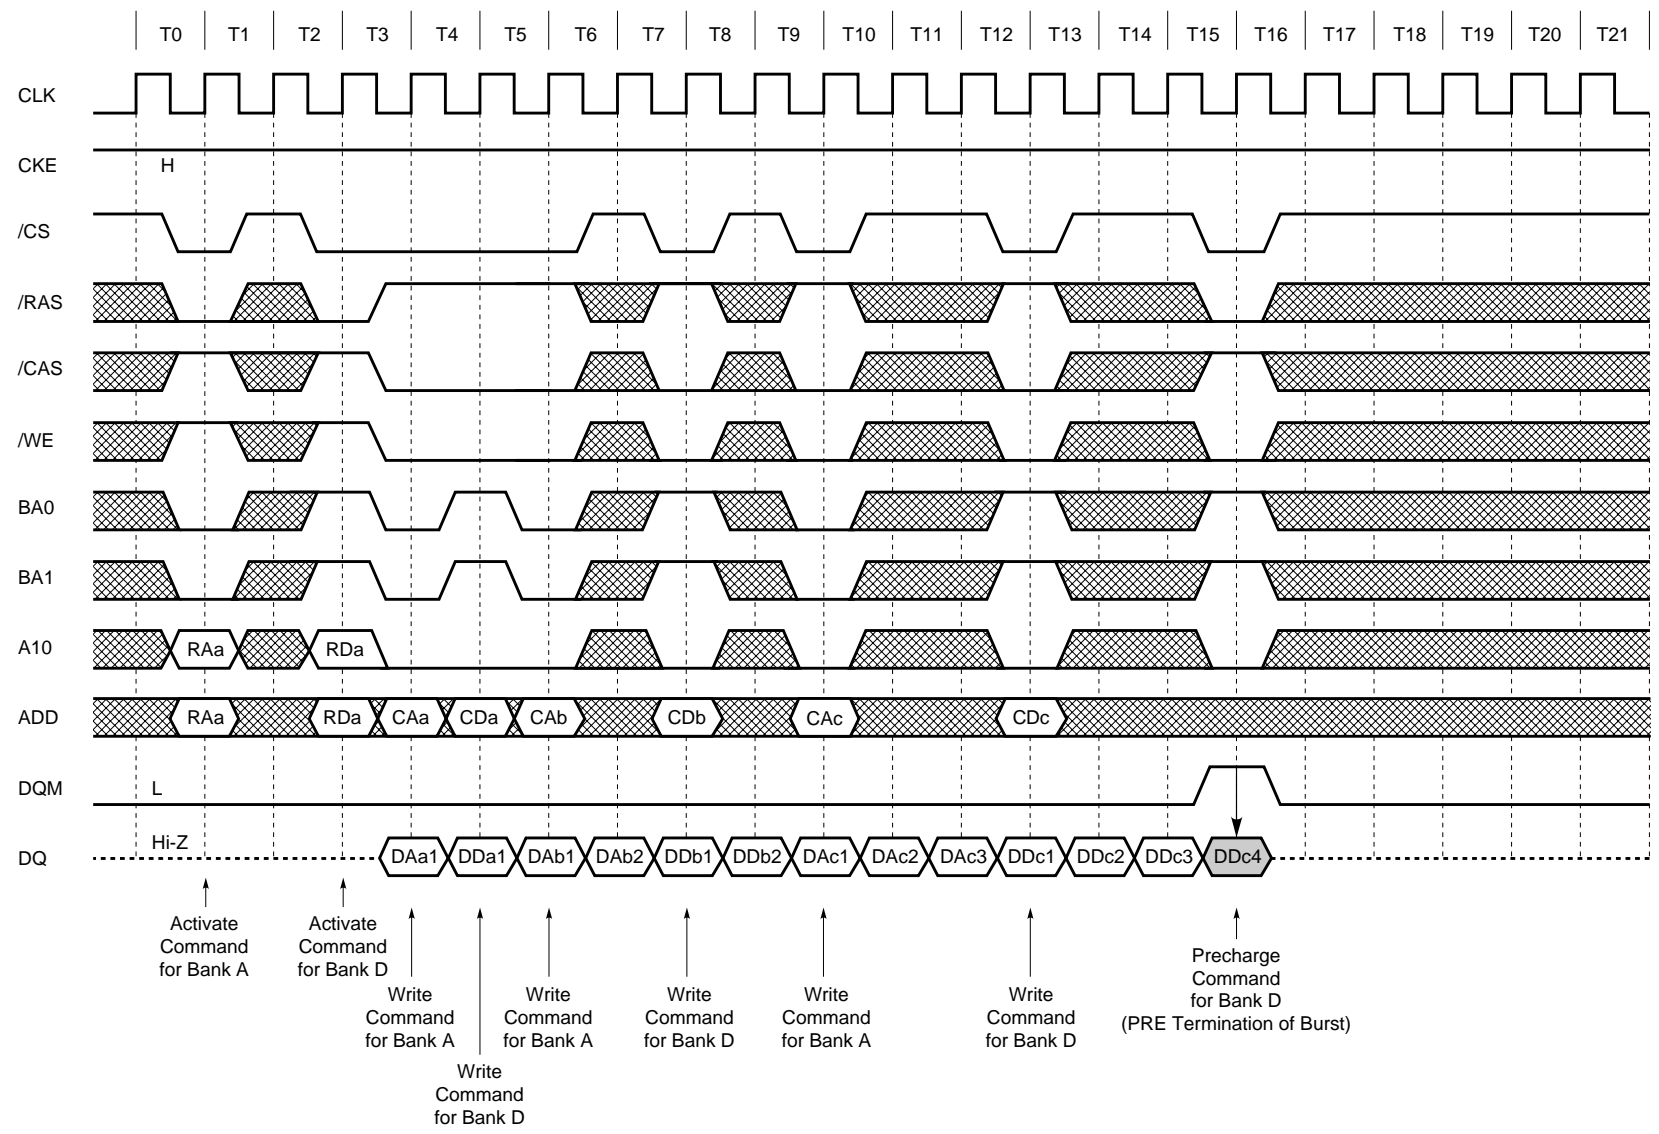 T0 T1 T2 T3 T4 T5 T6 T7 T8 T9 T10 T11 T12 T13 T14 T15 T16 T17 T18 T19 T20 T21
CLK
CKE H
/CS
/RAS
/CAS
/WE
BA0
BA1
A10 RAa RDa
ADD RAa RDa CAa CDa CAb CDb CAc CDc
DQM L
Hi-Z
DQ DAa1 DDa1 DAb1 DAb2 DDb1 DDb2 DAc1 DAc2 DAc3 DDc1 DDc2 DDc3 DDc4
Activate
Command
for Bank A
Activate
Command
for Bank D
Write
Command
for Bank A
Write
Command
for Bank D
Write
Command
for Bank A
Write
Command
for Bank D
Write
Command
for Bank A
Write
Command
for Bank D
Precharge
Command
for Bank D
(PRE Termination of Burst)